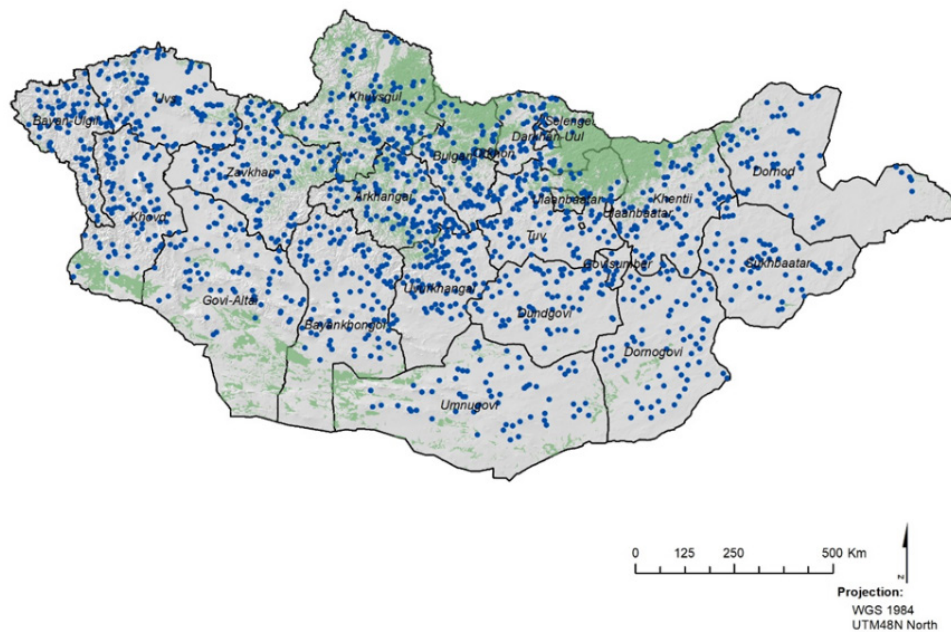 Khuvsgul
Uvs
Bayan-Ulgii
Selenge
Darkhan-Uul
Bulgan
Orkhon
Zavkhan
Dornod
Arkhangai
Ulaanbaatar
Khentii
Khovd
Ulaanbaatar
Tuv
Govisumber
Sukhbaatar
Uvurkhangai
Govi-Altai
Dundgovi
Bayankhongor
Dornogovi
Umnugovi
0 125 250 500 Km
N
Projection:
WGS 1984
UTM48N North